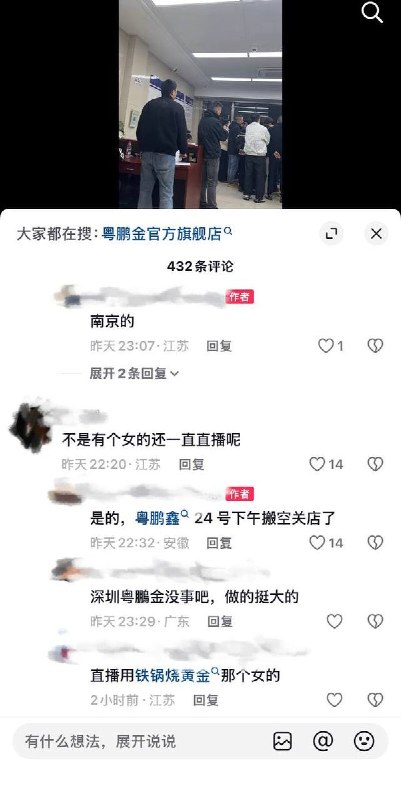 大家都在搜：粤鹏金官方旗舰店
432条评论
作者
南京的
昨天 23:07 · 江苏 回复 1
展开2条回复
不是有个女的还一直直播呢
昨天 22:20 · 江苏 回复 14
作者
是的，粤鹏鑫 24 号下午搬空关店了
昨天 22:32 · 安徽 回复 14
深圳粤鵬金没事吧，做的挺大的
昨天 23:29 · 广东 回复
直播用铁锅烧黄金那个女的
2小时前 · 江苏 回复
有什么想法，展开说说